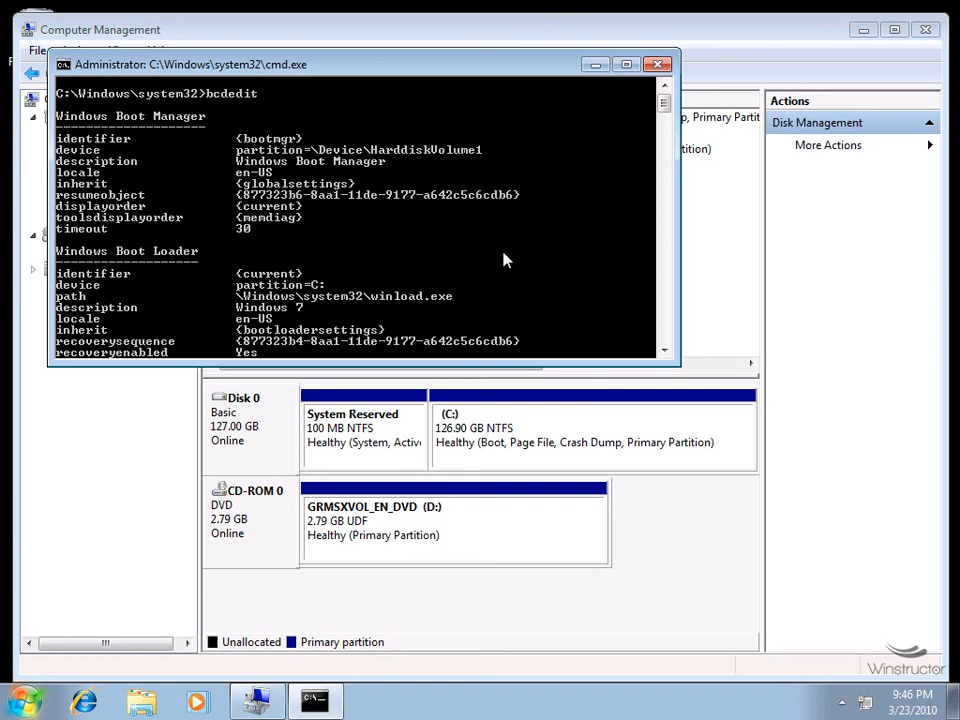 Computer Management
File
Administrator: C:\Windows\system32\cmd.exe
C:\Windows\system32>bcdedit
Windows Boot Manager
--------------------
identifier {bootmgr}
device partition=\Device\HarddiskVolume1
description Windows Boot Manager
locale en-US
inherit {globalsettings}
resumeobject {877323b6-8aa1-11de-9177-a642c5c6cdb6}
displayorder {current}
toolsdisplayorder {memdiag}
timeout 30
Windows Boot Loader
-------------------
identifier {current}
device partition=C:
path \Windows\system32\winload.exe
description Windows 7
locale en-US
inherit {bootloadersettings}
recoverysequence {877323b4-8aa1-11de-9177-a642c5c6cdb6}
recoveryenabled Yes
p, Primary Partit
tition)
Actions
Disk Management
More Actions
Disk 0
Basic
127.00 GB
Online
System Reserved
100 MB NTFS
Healthy (System, Active
(C:)
126.90 GB NTFS
Healthy (Boot, Page File, Crash Dump, Primary Partition)
CD-ROM 0
DVD
2.79 GB
Online
GRMSXVOL_EN_DVD (D:)
2.79 GB UDF
Healthy (Primary Partition)
Unallocated Primary partition
Winstructor
C:\.
9:46 PM
3/23/2010